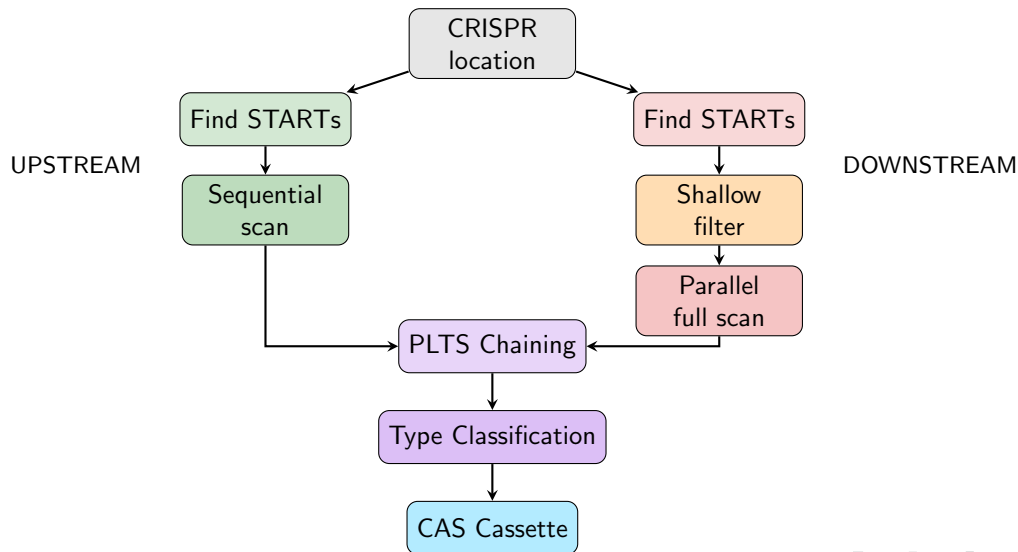 CRISPR
location
Find STARTs
Find STARTs
UPSTREAM
DOWNSTREAM
Sequential
scan
Shallow
filter
Parallel
full scan
PLTS Chaining
Type Classification
CAS Cassette